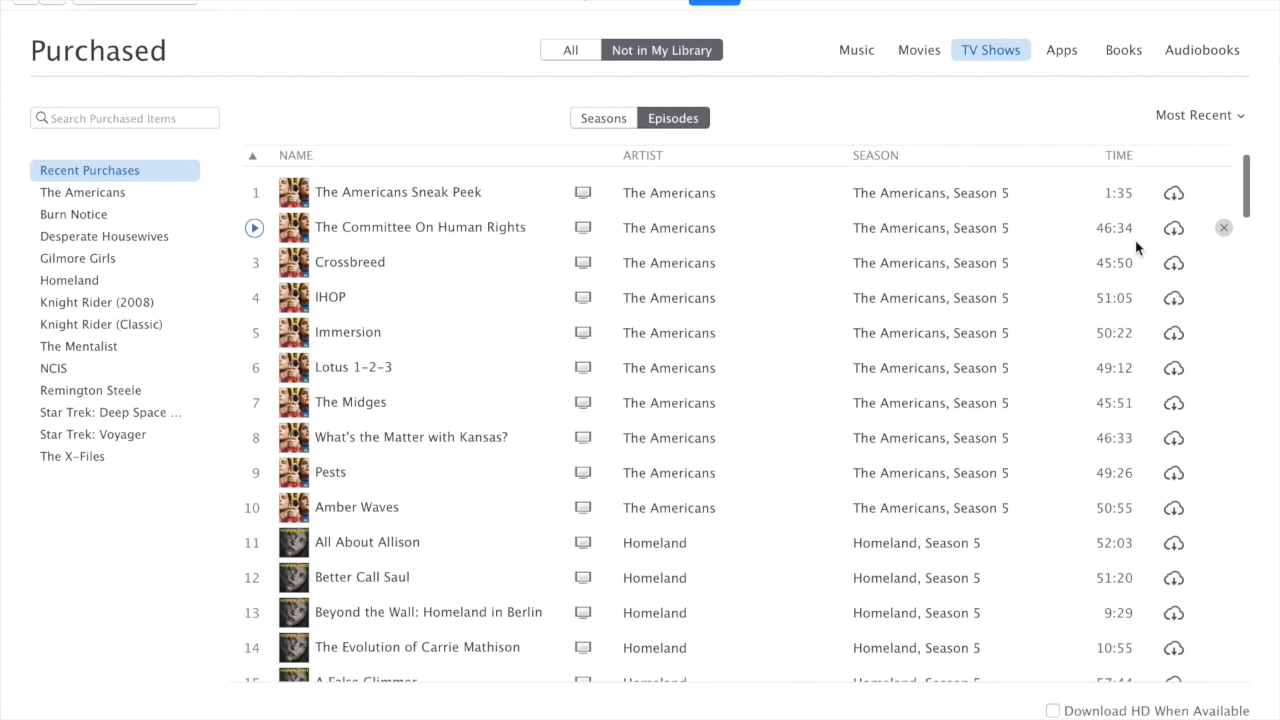 Purchased
All
Not in My Library
Music
Movies
TV Shows
Apps
Books
Audiobooks
Search Purchased Items
Seasons
Episodes
Most Recent
Recent Purchases
The Americans
Burn Notice
Desperate Housewives
Gilmore Girls
Homeland
Knight Rider (2008)
Knight Rider (Classic)
The Mentalist
NCIS
Remington Steele
Star Trek: Deep Space ...
Star Trek: Voyager
The X-Files
NAME ARTIST SEASON TIME
1 The Americans Sneak Peek The Americans The Americans, Season 5 1:35
The Committee On Human Rights The Americans The Americans, Season 5 46:34
3 Crossbreed The Americans The Americans, Season 5 45:50
4 IHOP The Americans The Americans, Season 5 51:05
5 Immersion The Americans The Americans, Season 5 50:22
6 Lotus 1-2-3 The Americans The Americans, Season 5 49:12
7 The Midges The Americans The Americans, Season 5 45:51
8 What's the Matter with Kansas? The Americans The Americans, Season 5 46:33
9 Pests The Americans The Americans, Season 5 49:26
10 Amber Waves The Americans The Americans, Season 5 50:55
11 All About Allison Homeland Homeland, Season 5 52:03
12 Better Call Saul Homeland Homeland, Season 5 51:20
13 Beyond the Wall: Homeland in Berlin Homeland Homeland, Season 5 9:29
14 The Evolution of Carrie Mathison Homeland Homeland, Season 5 10:55
15 A False Glimmer Homeland Homeland, Season 5
Download HD When Available